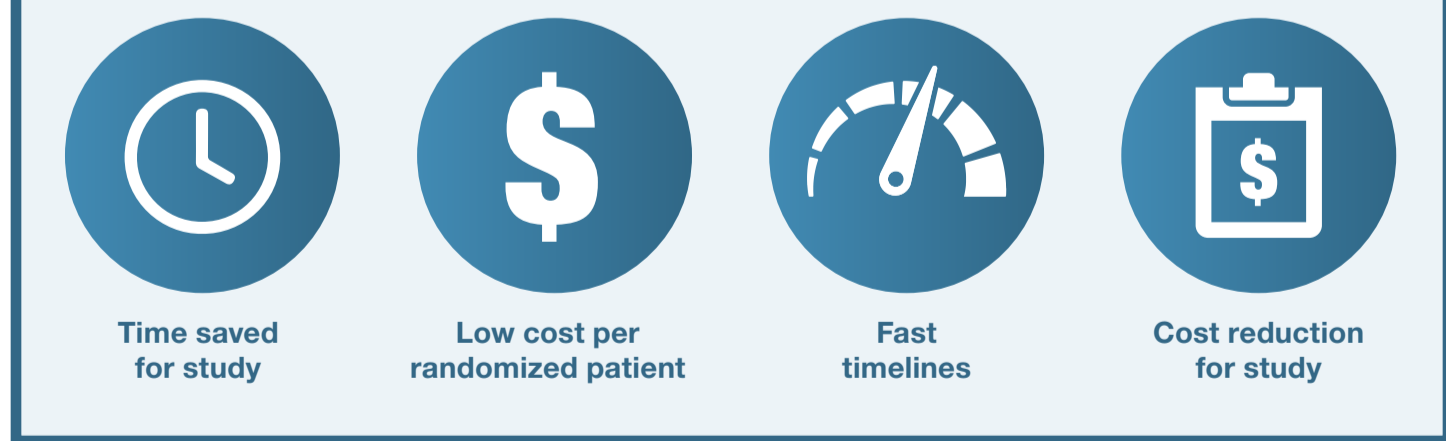 $
$
Time saved
for study
Low cost per
randomized patient
Fast
timelines
Cost reduction
for study